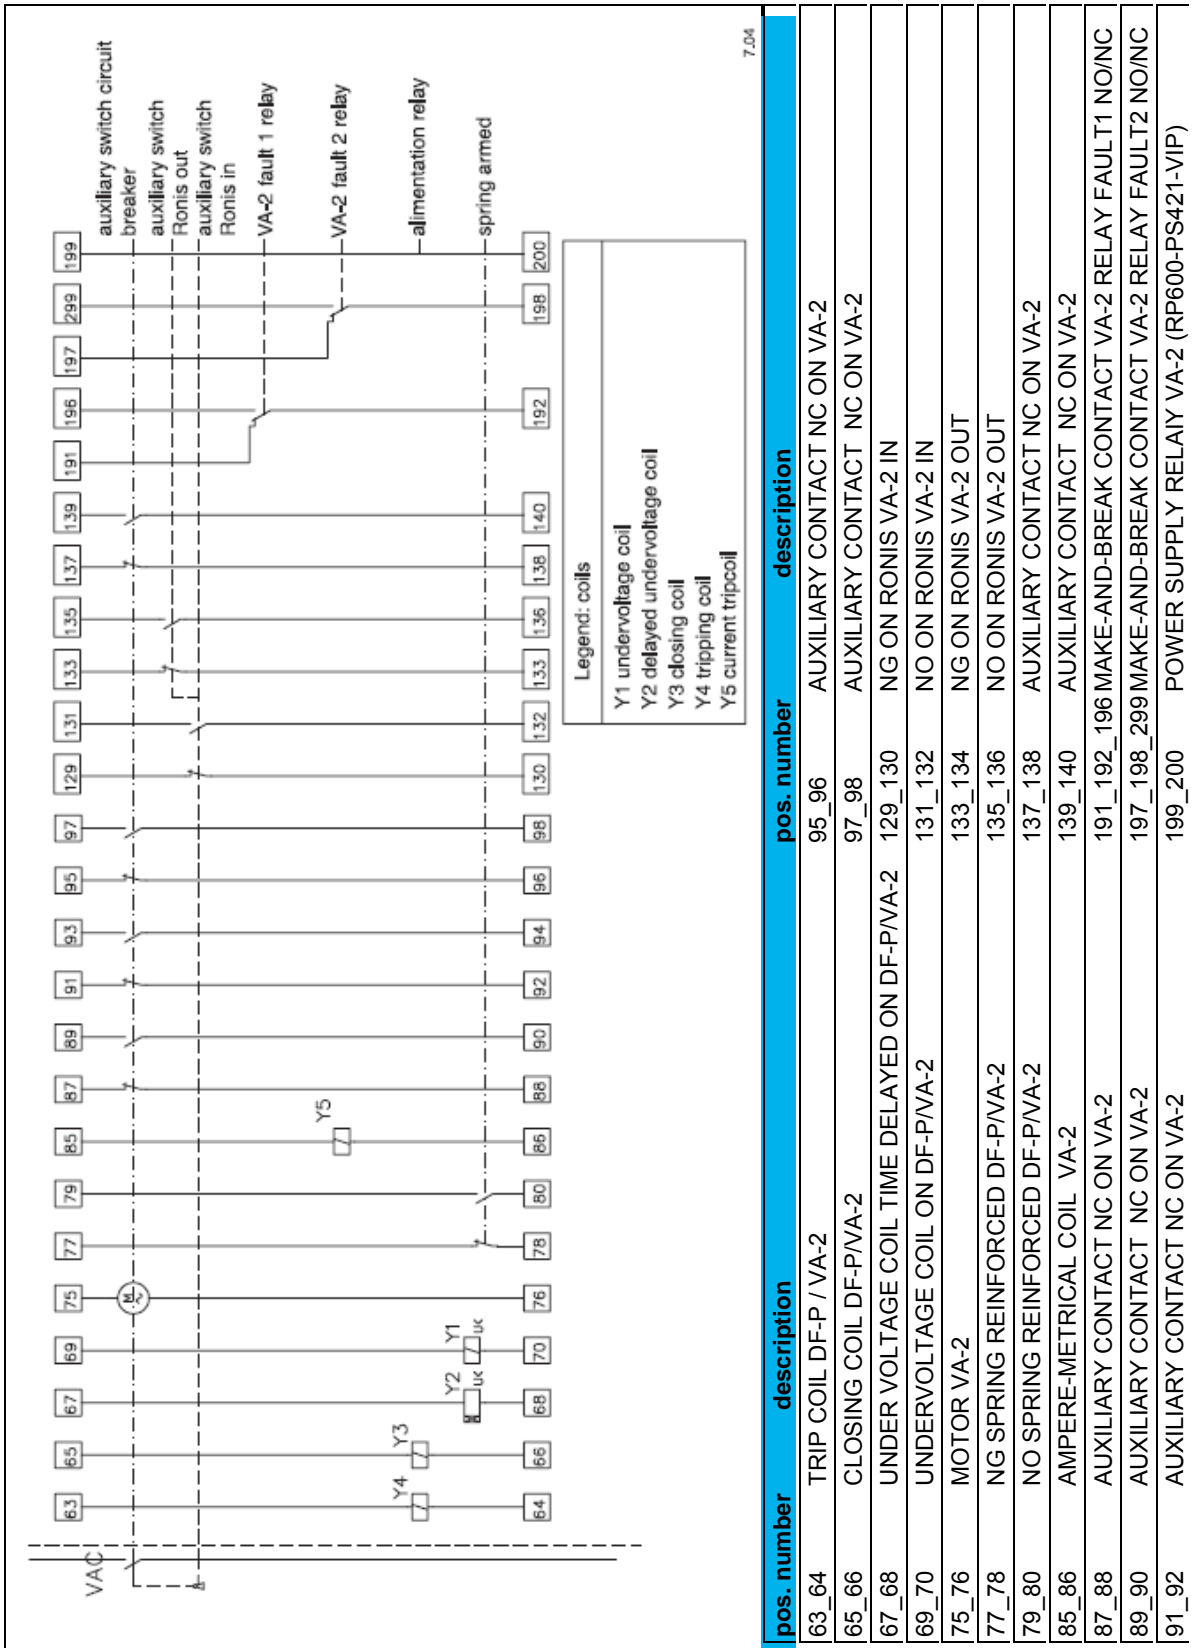 VAC
63
65
67
69
75
77
79
85
87
89
91
93
95
97
129
131
133
135
137
139
191
196
197
299
199
auxiliary switch circuit
breaker
auxiliary switch
Ronis out
auxiliary switch
Ronis in
VA-2 fault 1 relay
VA-2 fault 2 relay
alimentation relay
spring armed
M
Y5
Y4
Y3
Y2
U<
Y1
U<
64
66
68
70
76
78
80
86
88
90
92
94
96
98
130
132
133
136
138
140
192
198
200
Legend: coils
Y1 undervoltage coil
Y2 delayed undervoltage coil
Y3 closing coil
Y4 tripping coil
Y5 current tripcoil
7.04
pos. number description pos. number description
63_64 TRIP COIL DF-P / VA-2 95_96 AUXILIARY CONTACT NC ON VA-2
65_66 CLOSING COIL DF-P/VA-2 97_98 AUXILIARY CONTACT NC ON VA-2
67_68 UNDER VOLTAGE COIL TIME DELAYED ON DF-P/VA-2 129_130 NG ON RONIS VA-2 IN
69_70 UNDERVOLTAGE COIL ON DF-P/VA-2 131_132 NO ON RONIS VA-2 IN
75_76 MOTOR VA-2 133_134 NG ON RONIS VA-2 OUT
77_78 NG SPRING REINFORCED DF-P/VA-2 135_136 NO ON RONIS VA-2 OUT
79_80 NO SPRING REINFORCED DF-P/VA-2 137_138 AUXILIARY CONTACT NC ON VA-2
85_86 AMPERE-METRICAL COIL VA-2 139_140 AUXILIARY CONTACT NC ON VA-2
87_88 AUXILIARY CONTACT NC ON VA-2 191_192_196 MAKE-AND-BREAK CONTACT VA-2 RELAY FAULT1 NO/NC
89_90 AUXILIARY CONTACT NC ON VA-2 197_198_299 MAKE-AND-BREAK CONTACT VA-2 RELAY FAULT2 NO/NC
91_92 AUXILIARY CONTACT NC ON VA-2 199_200 POWER SUPPLY RELAIY VA-2 (RP600-PS421-VIP)